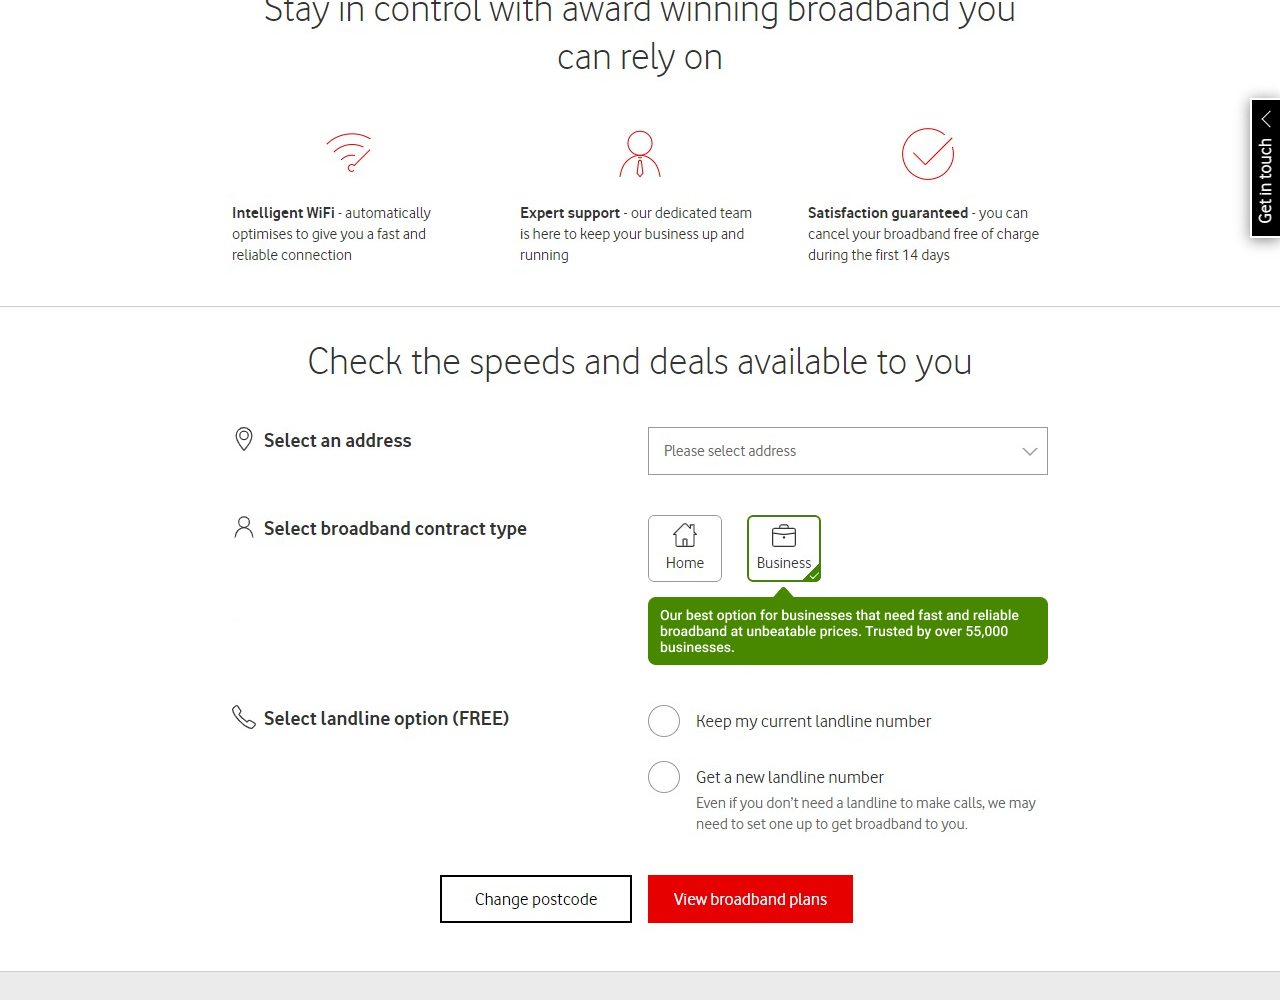 Stay in control with award winning broadband you
can rely on
Get in touch
Intelligent WiFi - automatically
optimises to give you a fast and
reliable connection
Expert support - our dedicated team
is here to keep your business up and
running
Satisfaction guaranteed - you can
cancel your broadband free of charge
during the first 14 days
Check the speeds and deals available to you
Select an address
Please select address
Select broadband contract type
Home
Business
Our best option for businesses that need fast and reliable
broadband at unbeatable prices. Trusted by over 55,000
businesses.
Select landline option (FREE)
Keep my current landline number
Get a new landline number
Even if you don’t need a landline to make calls, we may
need to set one up to get broadband to you.
Change postcode
View broadband plans